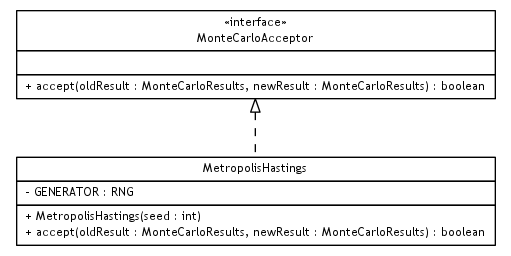 «interface»
MonteCarloAcceptor
+ accept(oldResult : MonteCarloResults, newResult : MonteCarloResults) : boolean
MetropolisHastings
- GENERATOR : RNG
+ MetropolisHastings(seed : int)
+ accept(oldResult : MonteCarloResults, newResult : MonteCarloResults) : boolean